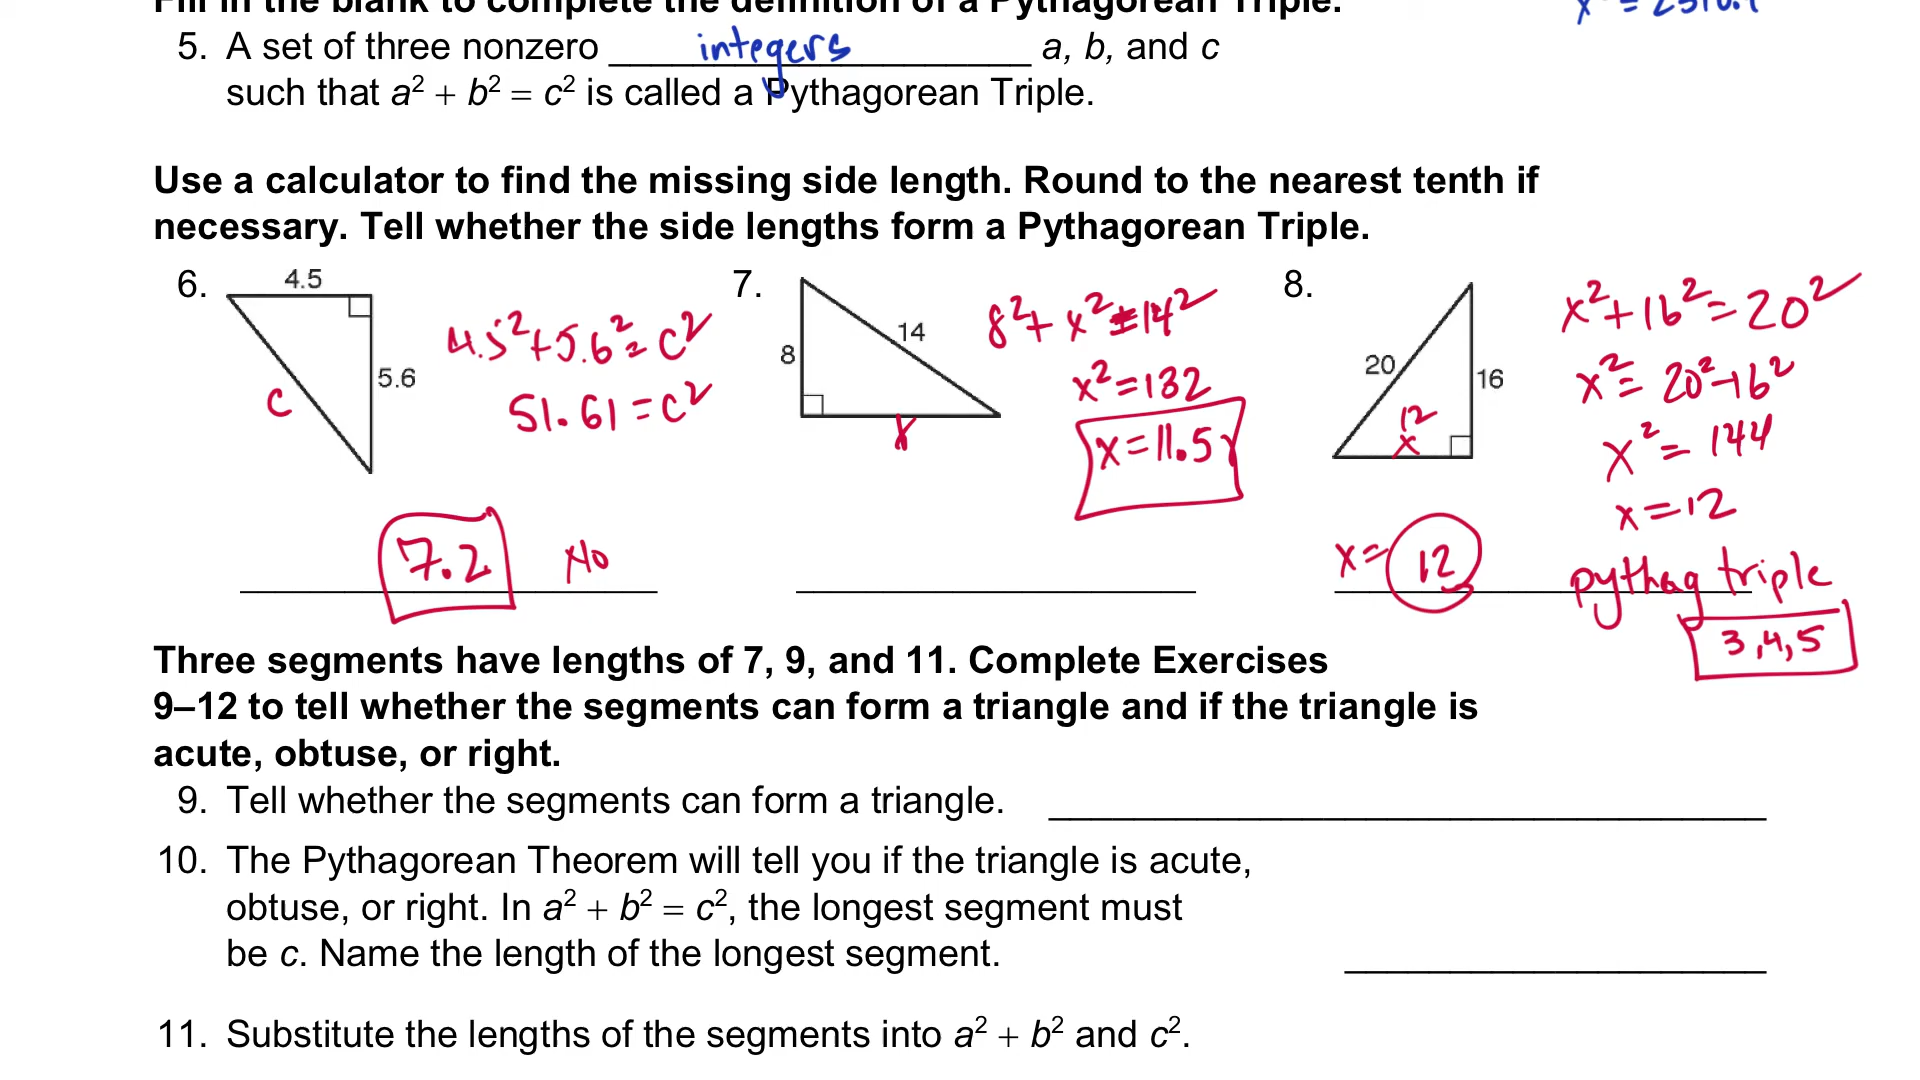 Fill in the blank to complete the definition of a Pythagorean Triple.
5. A set of three nonzero integers a, b, and c
such that a² + b² = c² is called a Pythagorean Triple.
Use a calculator to find the missing side length. Round to the nearest tenth if
necessary. Tell whether the side lengths form a Pythagorean Triple.
6.
4.5
5.6
c
4.5²+5.6²=c²
51.61=c²
7.2 No
7.
8
14
x
8²+x²=14²
x²=132
x=11.5
8.
20
16
12
x
x²+16²=20²
x²=20²-16²
x²=144
x=12
x=12
pythag triple
3,4,5
Three segments have lengths of 7, 9, and 11. Complete Exercises
9–12 to tell whether the segments can form a triangle and if the triangle is
acute, obtuse, or right.
9. Tell whether the segments can form a triangle.
10. The Pythagorean Theorem will tell you if the triangle is acute,
obtuse, or right. In a² + b² = c², the longest segment must
be c. Name the length of the longest segment.
11. Substitute the lengths of the segments into a² + b² and c².